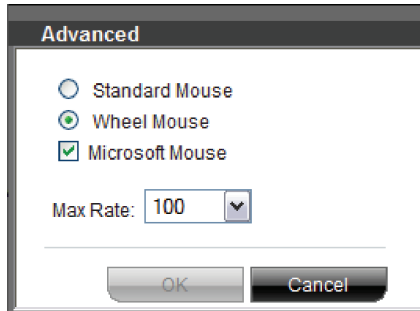 Advanced
Standard Mouse
Wheel Mouse
Microsoft Mouse
Max Rate: 100
OK Cancel